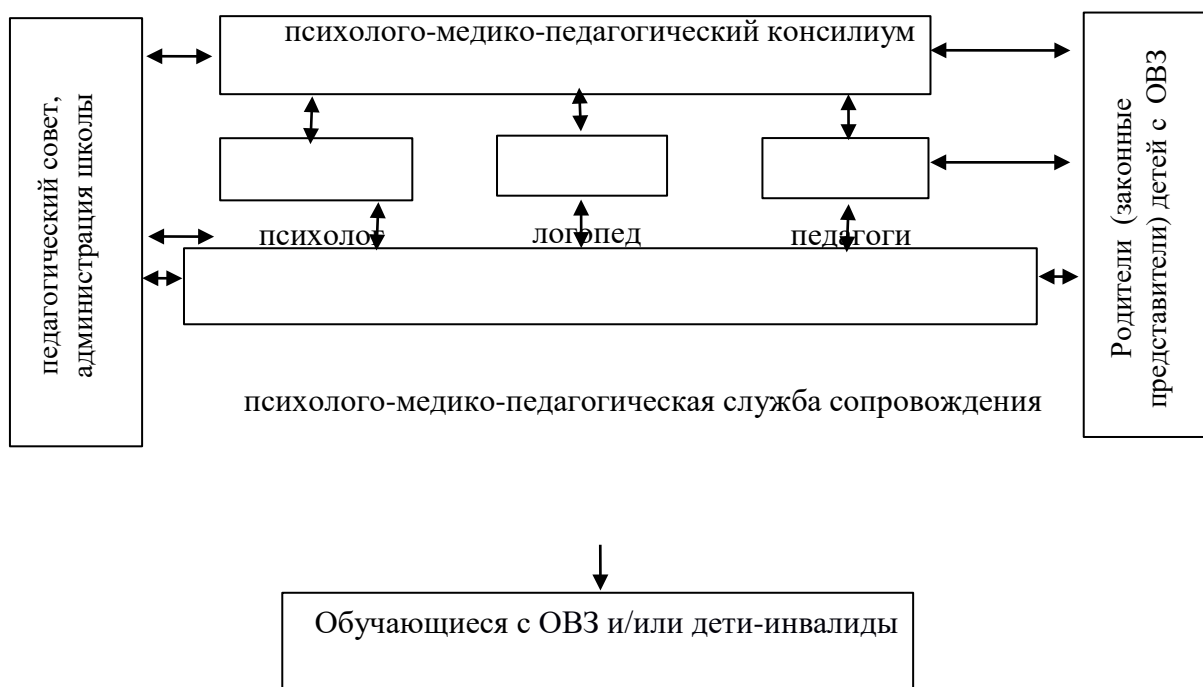 психолого-медико-педагогический консилиум
педагогический совет,
администрация школы
Родители (законные
представители) детей с ОВЗ
психолог
логопед
педагоги
психолого-медико-педагогическая служба сопровождения
Обучающиеся с ОВЗ и/или дети-инвалиды